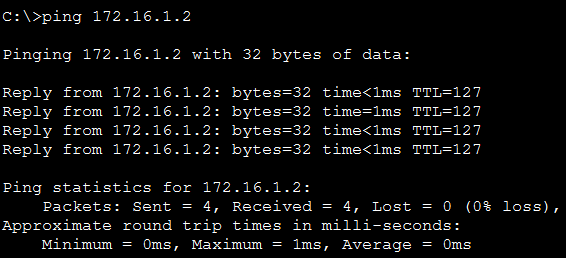 C:\>ping 172.16.1.2
Pinging 172.16.1.2 with 32 bytes of data:
Reply from 172.16.1.2: bytes=32 time<1ms TTL=127
Reply from 172.16.1.2: bytes=32 time=1ms TTL=127
Reply from 172.16.1.2: bytes=32 time<1ms TTL=127
Reply from 172.16.1.2: bytes=32 time<1ms TTL=127
Ping statistics for 172.16.1.2:
Packets: Sent = 4, Received = 4, Lost = 0 (0% loss),
Approximate round trip times in milli-seconds:
Minimum = 0ms, Maximum = 1ms, Average = 0ms